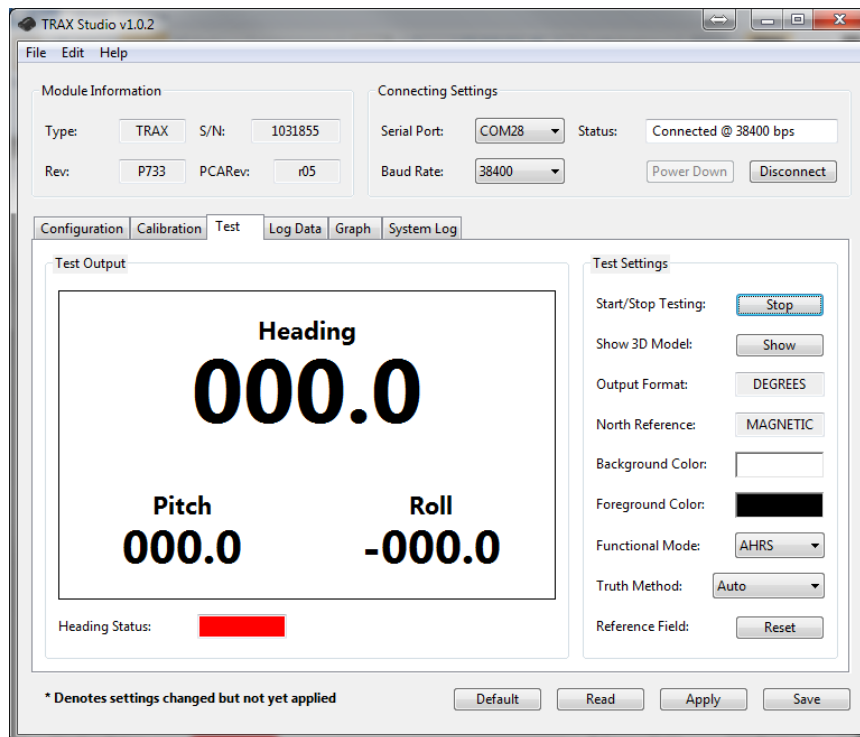 TRAX Studio v1.0.2
File Edit Help
Module Information
Type: TRAX S/N: 1031855
Rev: P733 PCARev: r05
Connecting Settings
Serial Port: COM28 Status: Connected @ 38400 bps
Baud Rate: 38400 Power Down Disconnect
Configuration Calibration Test Log Data Graph System Log
Test Output
Heading
000.0
Pitch Roll
000.0 -000.0
Heading Status:
Test Settings
Start/Stop Testing: Stop
Show 3D Model: Show
Output Format: DEGREES
North Reference: MAGNETIC
Background Color:
Foreground Color:
Functional Mode: AHRS
Truth Method: Auto
Reference Field: Reset
* Denotes settings changed but not yet applied
Default Read Apply Save